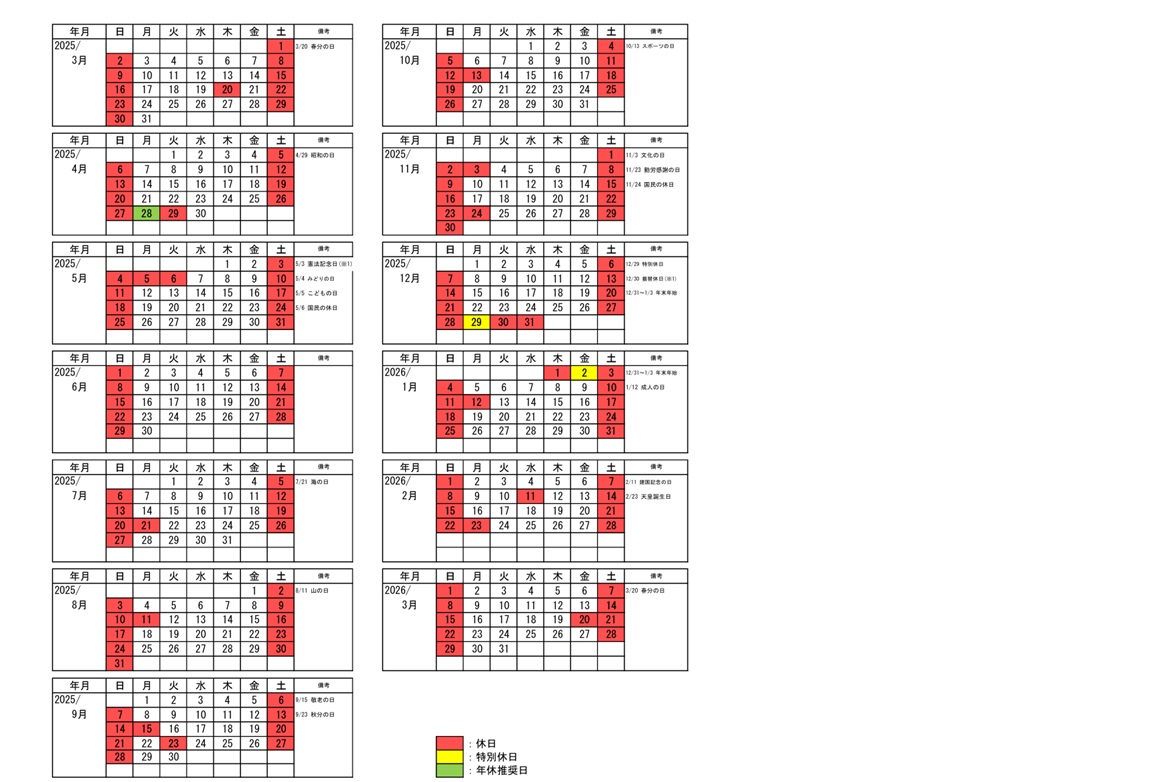 年月 日 月 火 水 木 金 土 備考
2025/ 1 3/20 春分の日
3月 2 3 4 5 6 7 8
9 10 11 12 13 14 15
16 17 18 19 20 21 22
23 24 25 26 27 28 29
30 31
年月 日 月 火 水 木 金 土 備考
2025/ 1 2 3 4 5 4/29 昭和の日
4月 6 7 8 9 10 11 12
13 14 15 16 17 18 19
20 21 22 23 24 25 26
27 28 29 30
年月 日 月 火 水 木 金 土 備考
2025/ 1 2 3 5/3 憲法記念日(※1)
5月 4 5 6 7 8 9 10 5/4 みどりの日
11 12 13 14 15 16 17 5/5 こどもの日
18 19 20 21 22 23 24 5/6 国民の休日
25 26 27 28 29 30 31
年月 日 月 火 水 木 金 土 備考
2025/ 1 2 3 4 5 6 7
6月 8 9 10 11 12 13 14
15 16 17 18 19 20 21
22 23 24 25 26 27 28
29 30
年月 日 月 火 水 木 金 土 備考
2025/ 1 2 3 4 5 7/21 海の日
7月 6 7 8 9 10 11 12
13 14 15 16 17 18 19
20 21 22 23 24 25 26
27 28 29 30 31
年月 日 月 火 水 木 金 土 備考
2025/ 1 2 8/11 山の日
8月 3 4 5 6 7 8 9
10 11 12 13 14 15 16
17 18 19 20 21 22 23
24 25 26 27 28 29 30
31
年月 日 月 火 水 木 金 土 備考
2025/ 1 2 3 4 5 6 9/15 敬老の日
9月 7 8 9 10 11 12 13 9/23 秋分の日
14 15 16 17 18 19 20
21 22 23 24 25 26 27
28 29 30
年月 日 月 火 水 木 金 土 備考
2025/ 1 2 3 4 10/13 スポーツの日
10月 5 6 7 8 9 10 11
12 13 14 15 16 17 18
19 20 21 22 23 24 25
26 27 28 29 30 31
年月 日 月 火 水 木 金 土 備考
2025/ 1 11/3 文化の日
11月 2 3 4 5 6 7 8 11/23 勤労感謝の日
9 10 11 12 13 14 15 11/24 国民の休日
16 17 18 19 20 21 22
23 24 25 26 27 28 29
30
年月 日 月 火 水 木 金 土 備考
2025/ 1 2 3 4 5 6 12/29 特別休日
12月 7 8 9 10 11 12 13 12/30 振替休日(※1)
14 15 16 17 18 19 20 12/31~1/3 年末年始
21 22 23 24 25 26 27
28 29 30 31
年月 日 月 火 水 木 金 土 備考
2026/ 1 2 3 12/31~1/3 年末年始
1月 4 5 6 7 8 9 10 1/12 成人の日
11 12 13 14 15 16 17
18 19 20 21 22 23 24
25 26 27 28 29 30 31
年月 日 月 火 水 木 金 土 備考
2026/ 1 2 3 4 5 6 7 2/11 建国記念の日
2月 8 9 10 11 12 13 14 2/23 天皇誕生日
15 16 17 18 19 20 21
22 23 24 25 26 27 28
年月 日 月 火 水 木 金 土 備考
2026/ 1 2 3 4 5 6 7 3/20 春分の日
3月 8 9 10 11 12 13 14
15 16 17 18 19 20 21
22 23 24 25 26 27 28
29 30 31
：休日
：特別休日
：年休推奨日